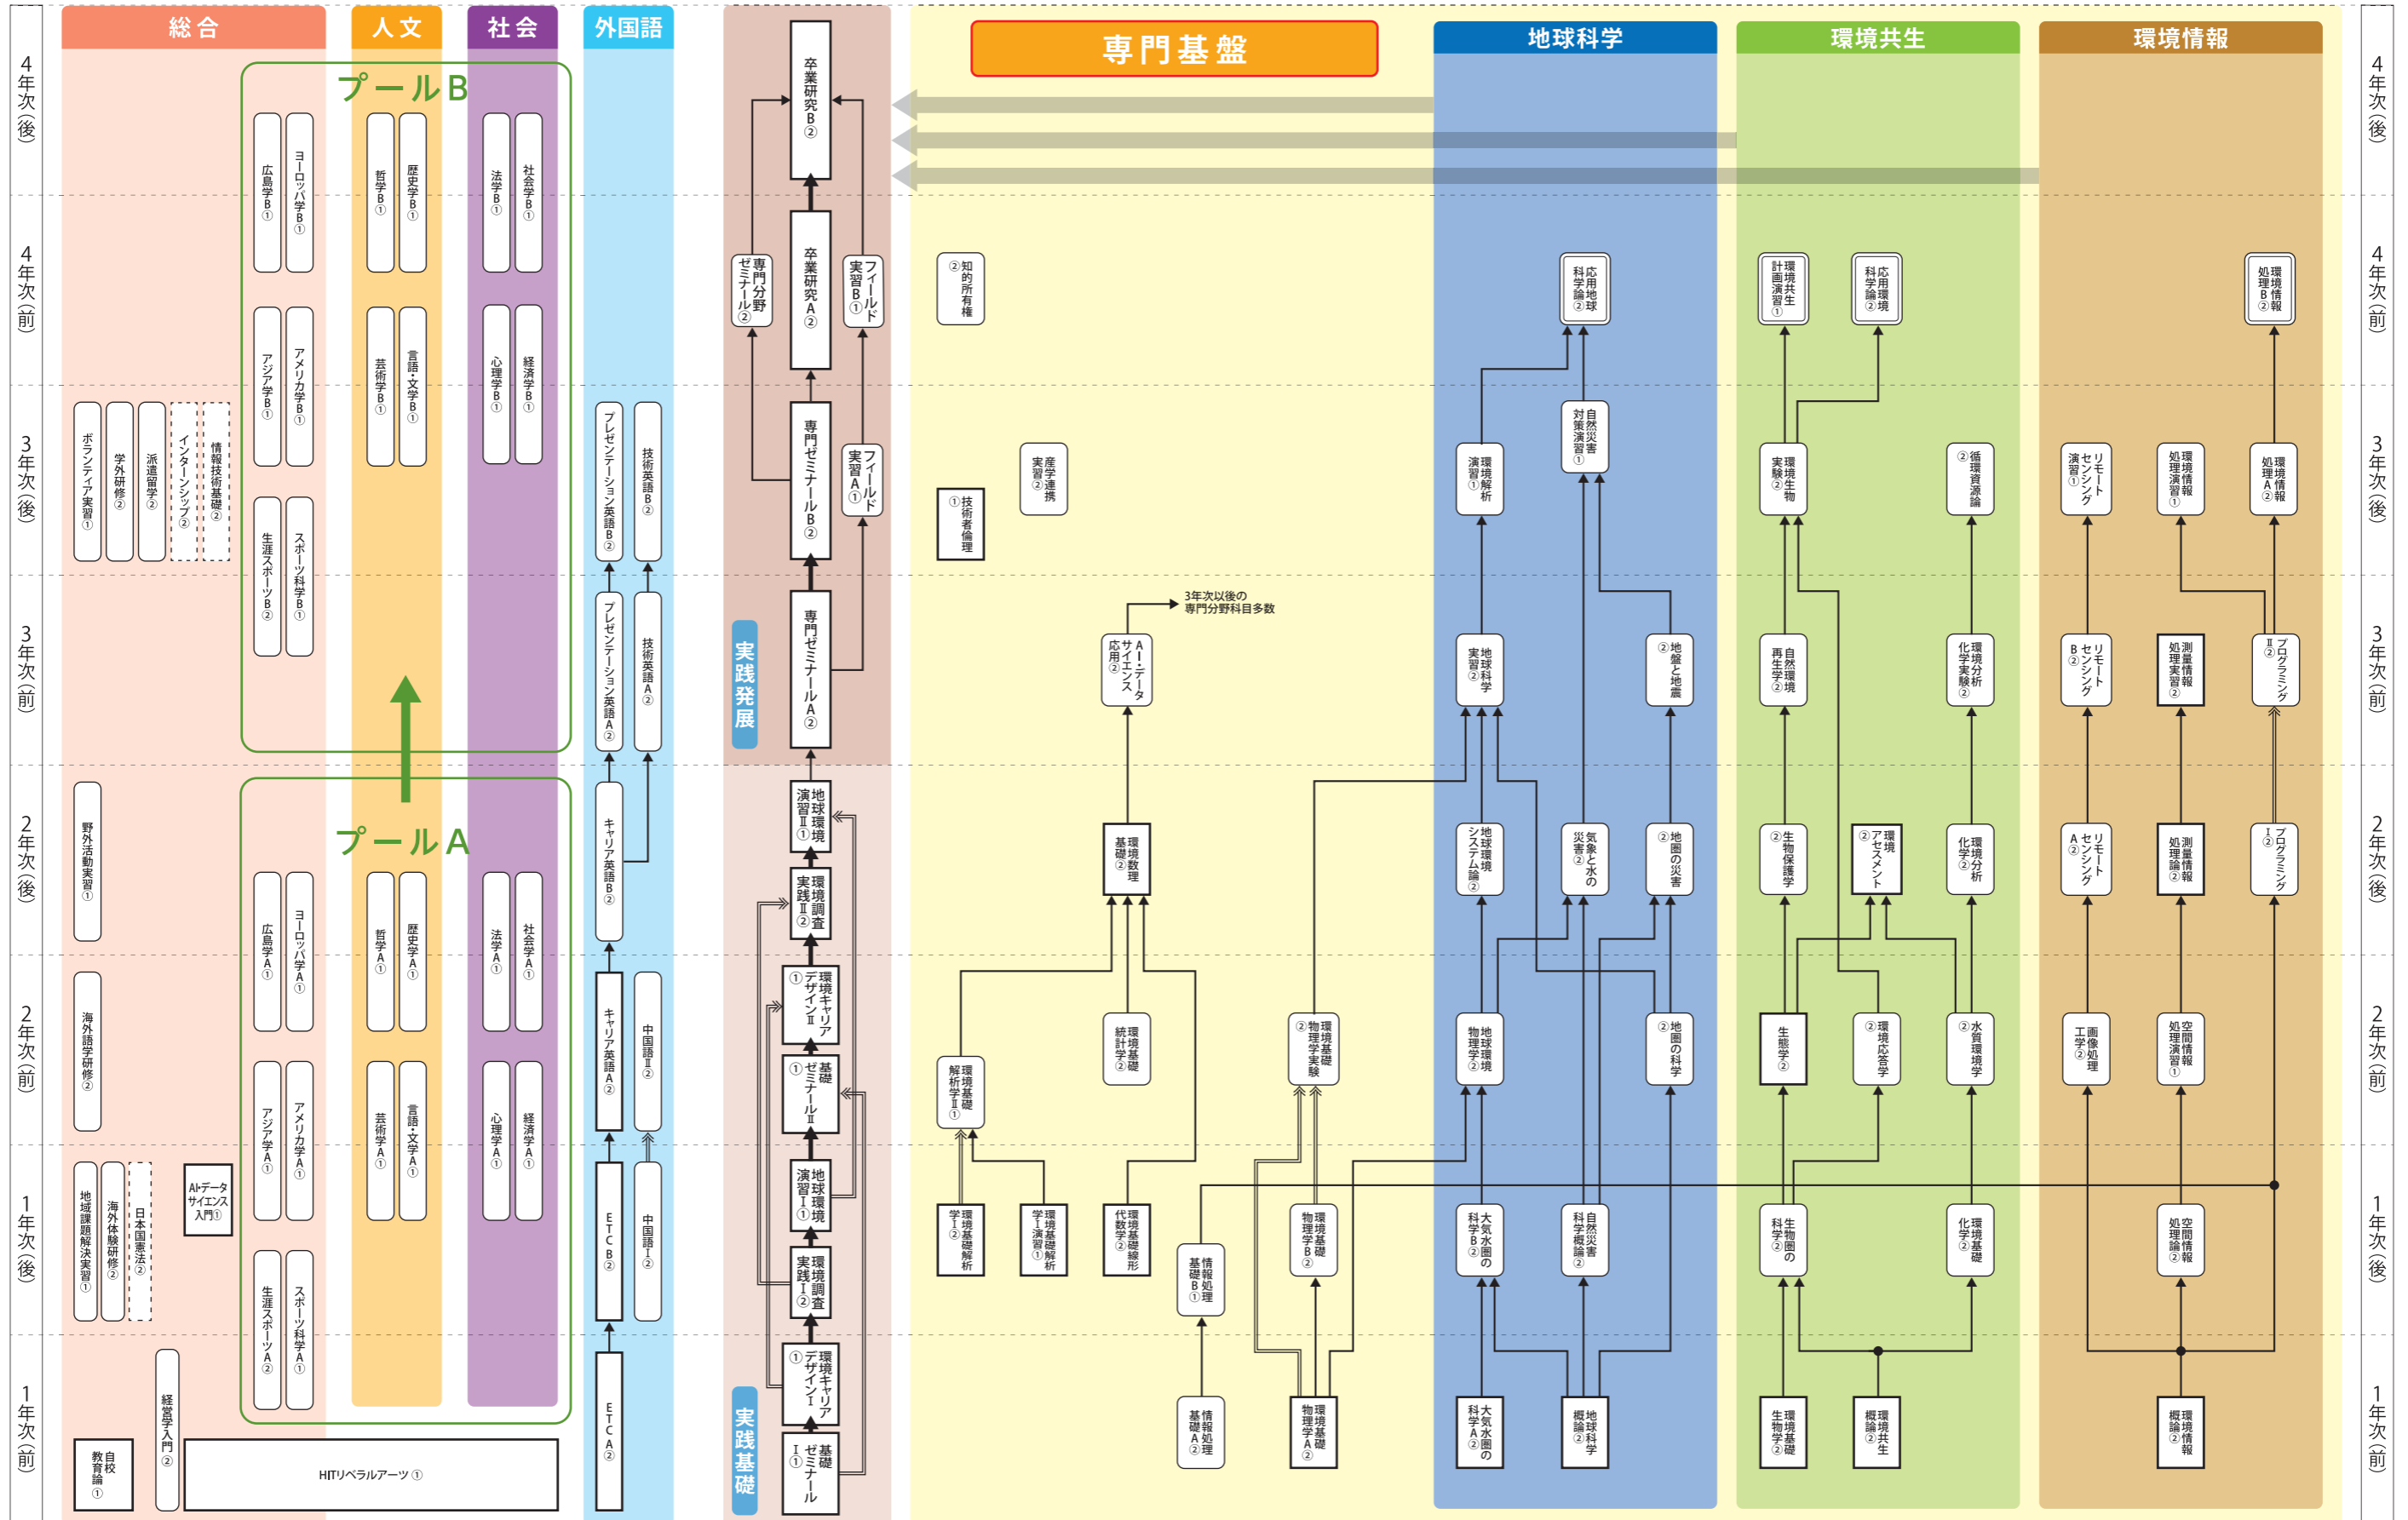 総合
人文
社会
外国語
専門基盤
地球科学
環境共生
環境情報
4年次(後)
4年次(前)
3年次(後)
3年次(前)
2年次(後)
2年次(前)
1年次(後)
1年次(前)
プールB
広島学B①
ヨーロッパ学B①
哲学B①
歴史学B①
法学B①
社会学B①
アジア学B①
アメリカ学B①
芸術学B①
言語・文学B①
心理学B①
経済学B①
生涯スポーツB②
スポーツ科学B①
ボランティア実習①
学外研修②
派遣留学②
インターンシップ②
情報技術基礎②
プールA
野外活動実習①
海外語学研修②
広島学A①
ヨーロッパ学A①
哲学A①
歴史学A①
法学A①
社会学A①
アジア学A①
アメリカ学A①
芸術学A①
言語・文学A①
心理学A①
経済学A①
生涯スポーツA②
スポーツ科学A①
地域課題解決実習①
海外体験研修②
日本国憲法②
AI・データ
サイエンス
入門①
経営学入門②
自校
教育論①
HITリベラルアーツ①
プレゼンテーション英語B②
技術英語B②
プレゼンテーション英語A②
技術英語A②
キャリア英語B②
キャリア英語A②
中国語Ⅱ②
ETC B②
中国語Ⅰ②
ETC A②
卒業研究B②
卒業研究A②
専門分野
ゼミナール②
フィールド
実習B①
専門ゼミナールB②
フィールド
実習A①
専門ゼミナールA②
実践発展
地球環境
演習Ⅱ①
環境調査
実践Ⅱ②
環境キャリア
デザインⅡ
①
基礎
ゼミナールⅡ
①
地球環境
演習Ⅰ①
環境調査
実践Ⅰ②
環境キャリア
デザインⅠ
①
基礎
ゼミナール
Ⅰ①
実践基礎
知的所有権
②
産学連携
実習②
技術者倫理
①
3年次以後の
専門分野科目多数
AI・データ
サイエンス
応用②
環境数理
基礎②
環境基礎
解析学Ⅱ①
環境基礎
統計学②
環境基礎
物理学実験
②
環境基礎解析
学Ⅰ②
環境基礎解析
学Ⅰ演習①
環境基礎線形
代数学②
情報処理
基礎B①
環境基礎
物理学B②
情報処理
基礎A②
環境基礎
物理学A②
応用地球
科学論②
環境解析
演習①
自然災害
対策演習①
地球科学
実習②
地盤と地震
②
地球環境
システム論②
気象と水の
災害②
地圏の災害
②
地球環境
物理学②
地圏の科学
②
大気水圏の
科学B②
自然災害
科学概論②
大気水圏の
科学A②
地球科学
概論②
環境共生
計画演習①
応用環境
科学論②
環境生物
実験②
循環資源論
②
自然環境
再生学②
環境分析
化学実験②
生物保護学
②
環境
アセスメント
②
環境分析
化学②
生態学②
環境応答学
②
水質環境学
②
生物圏の
科学②
環境基礎
化学②
環境基礎
生物学②
環境共生
概論②
環境情報
処理B②
リモート
センシング
演習①
環境情報
処理演習①
環境情報
処理A②
リモート
センシング
B②
測量情報
処理実習②
プログラミング
Ⅱ②
リモート
センシング
A②
測量情報
処理論②
プログラミング
Ⅰ②
画像処理
工学②
空間情報
処理演習①
空間情報
処理論②
環境情報
概論②
4年次(後)
4年次(前)
3年次(後)
3年次(前)
2年次(後)
2年次(前)
1年次(後)
1年次(前)